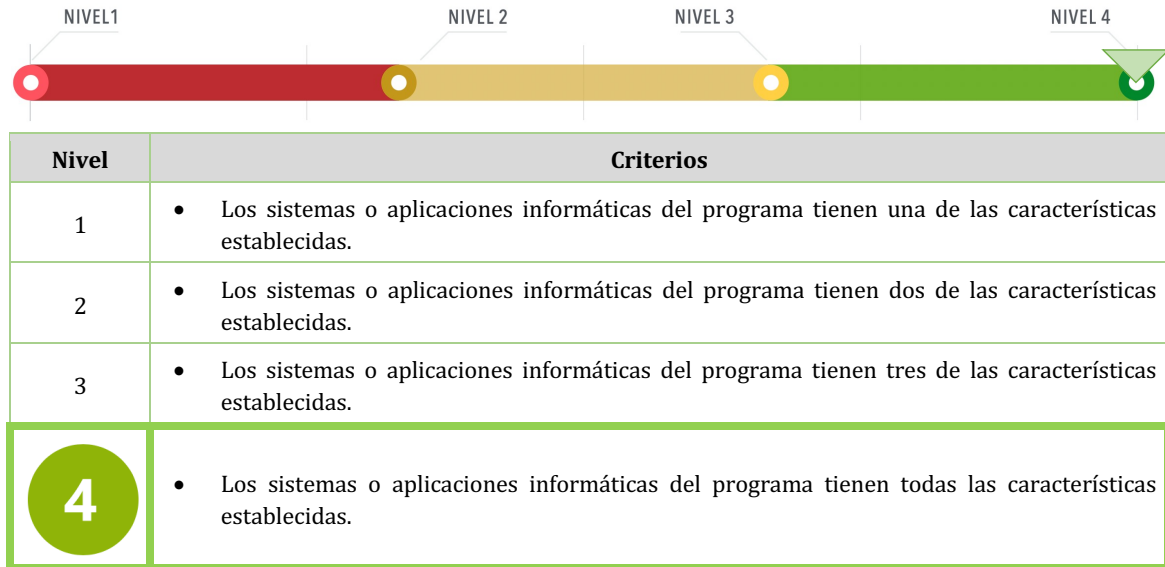 NIVEL1 NIVEL 2 NIVEL 3 NIVEL 4
Nivel Criterios
1 • Los sistemas o aplicaciones informáticas del programa tienen una de las características
establecidas.
2 • Los sistemas o aplicaciones informáticas del programa tienen dos de las características
establecidas.
3 • Los sistemas o aplicaciones informáticas del programa tienen tres de las características
establecidas.
4 • Los sistemas o aplicaciones informáticas del programa tienen todas las características
establecidas.